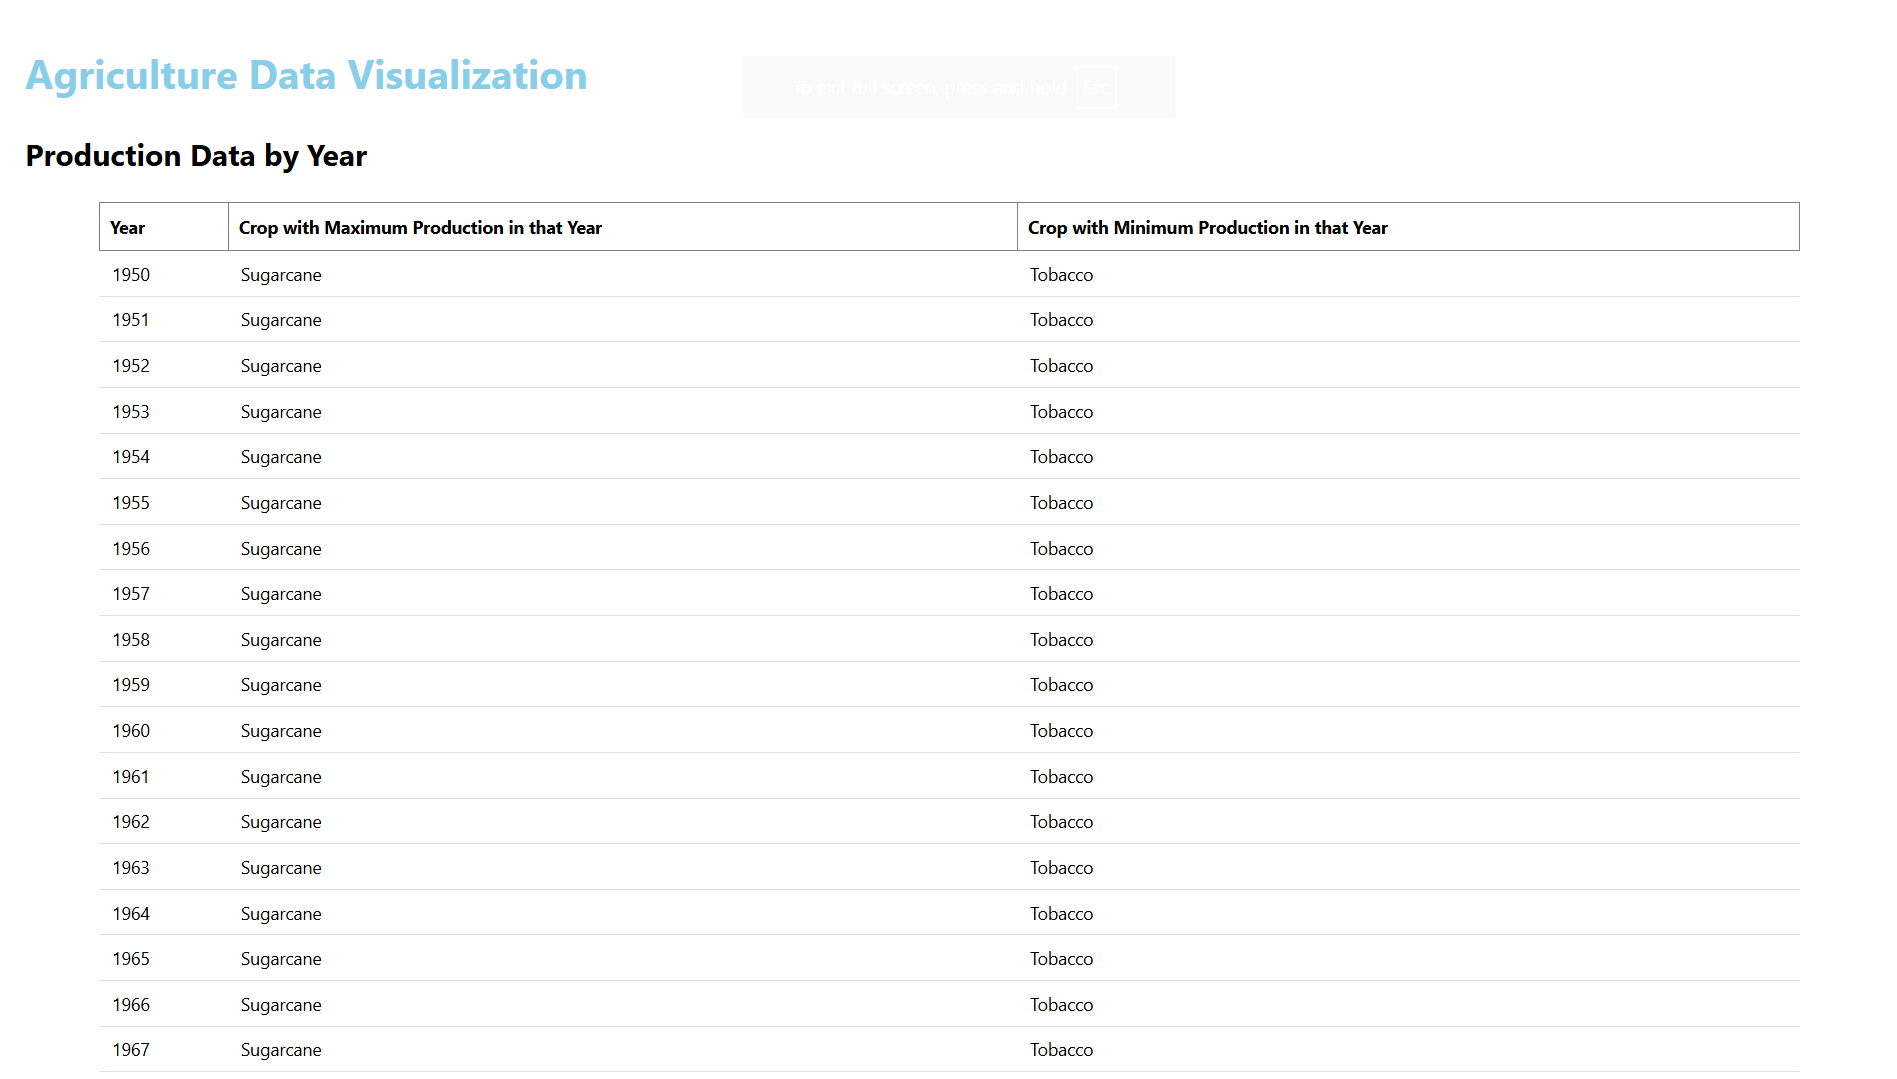 Agriculture Data Visualization
To exit full screen, press and hold Esc
Production Data by Year
Year Crop with Maximum Production in that Year Crop with Minimum Production in that Year
1950 Sugarcane Tobacco
1951 Sugarcane Tobacco
1952 Sugarcane Tobacco
1953 Sugarcane Tobacco
1954 Sugarcane Tobacco
1955 Sugarcane Tobacco
1956 Sugarcane Tobacco
1957 Sugarcane Tobacco
1958 Sugarcane Tobacco
1959 Sugarcane Tobacco
1960 Sugarcane Tobacco
1961 Sugarcane Tobacco
1962 Sugarcane Tobacco
1963 Sugarcane Tobacco
1964 Sugarcane Tobacco
1965 Sugarcane Tobacco
1966 Sugarcane Tobacco
1967 Sugarcane Tobacco